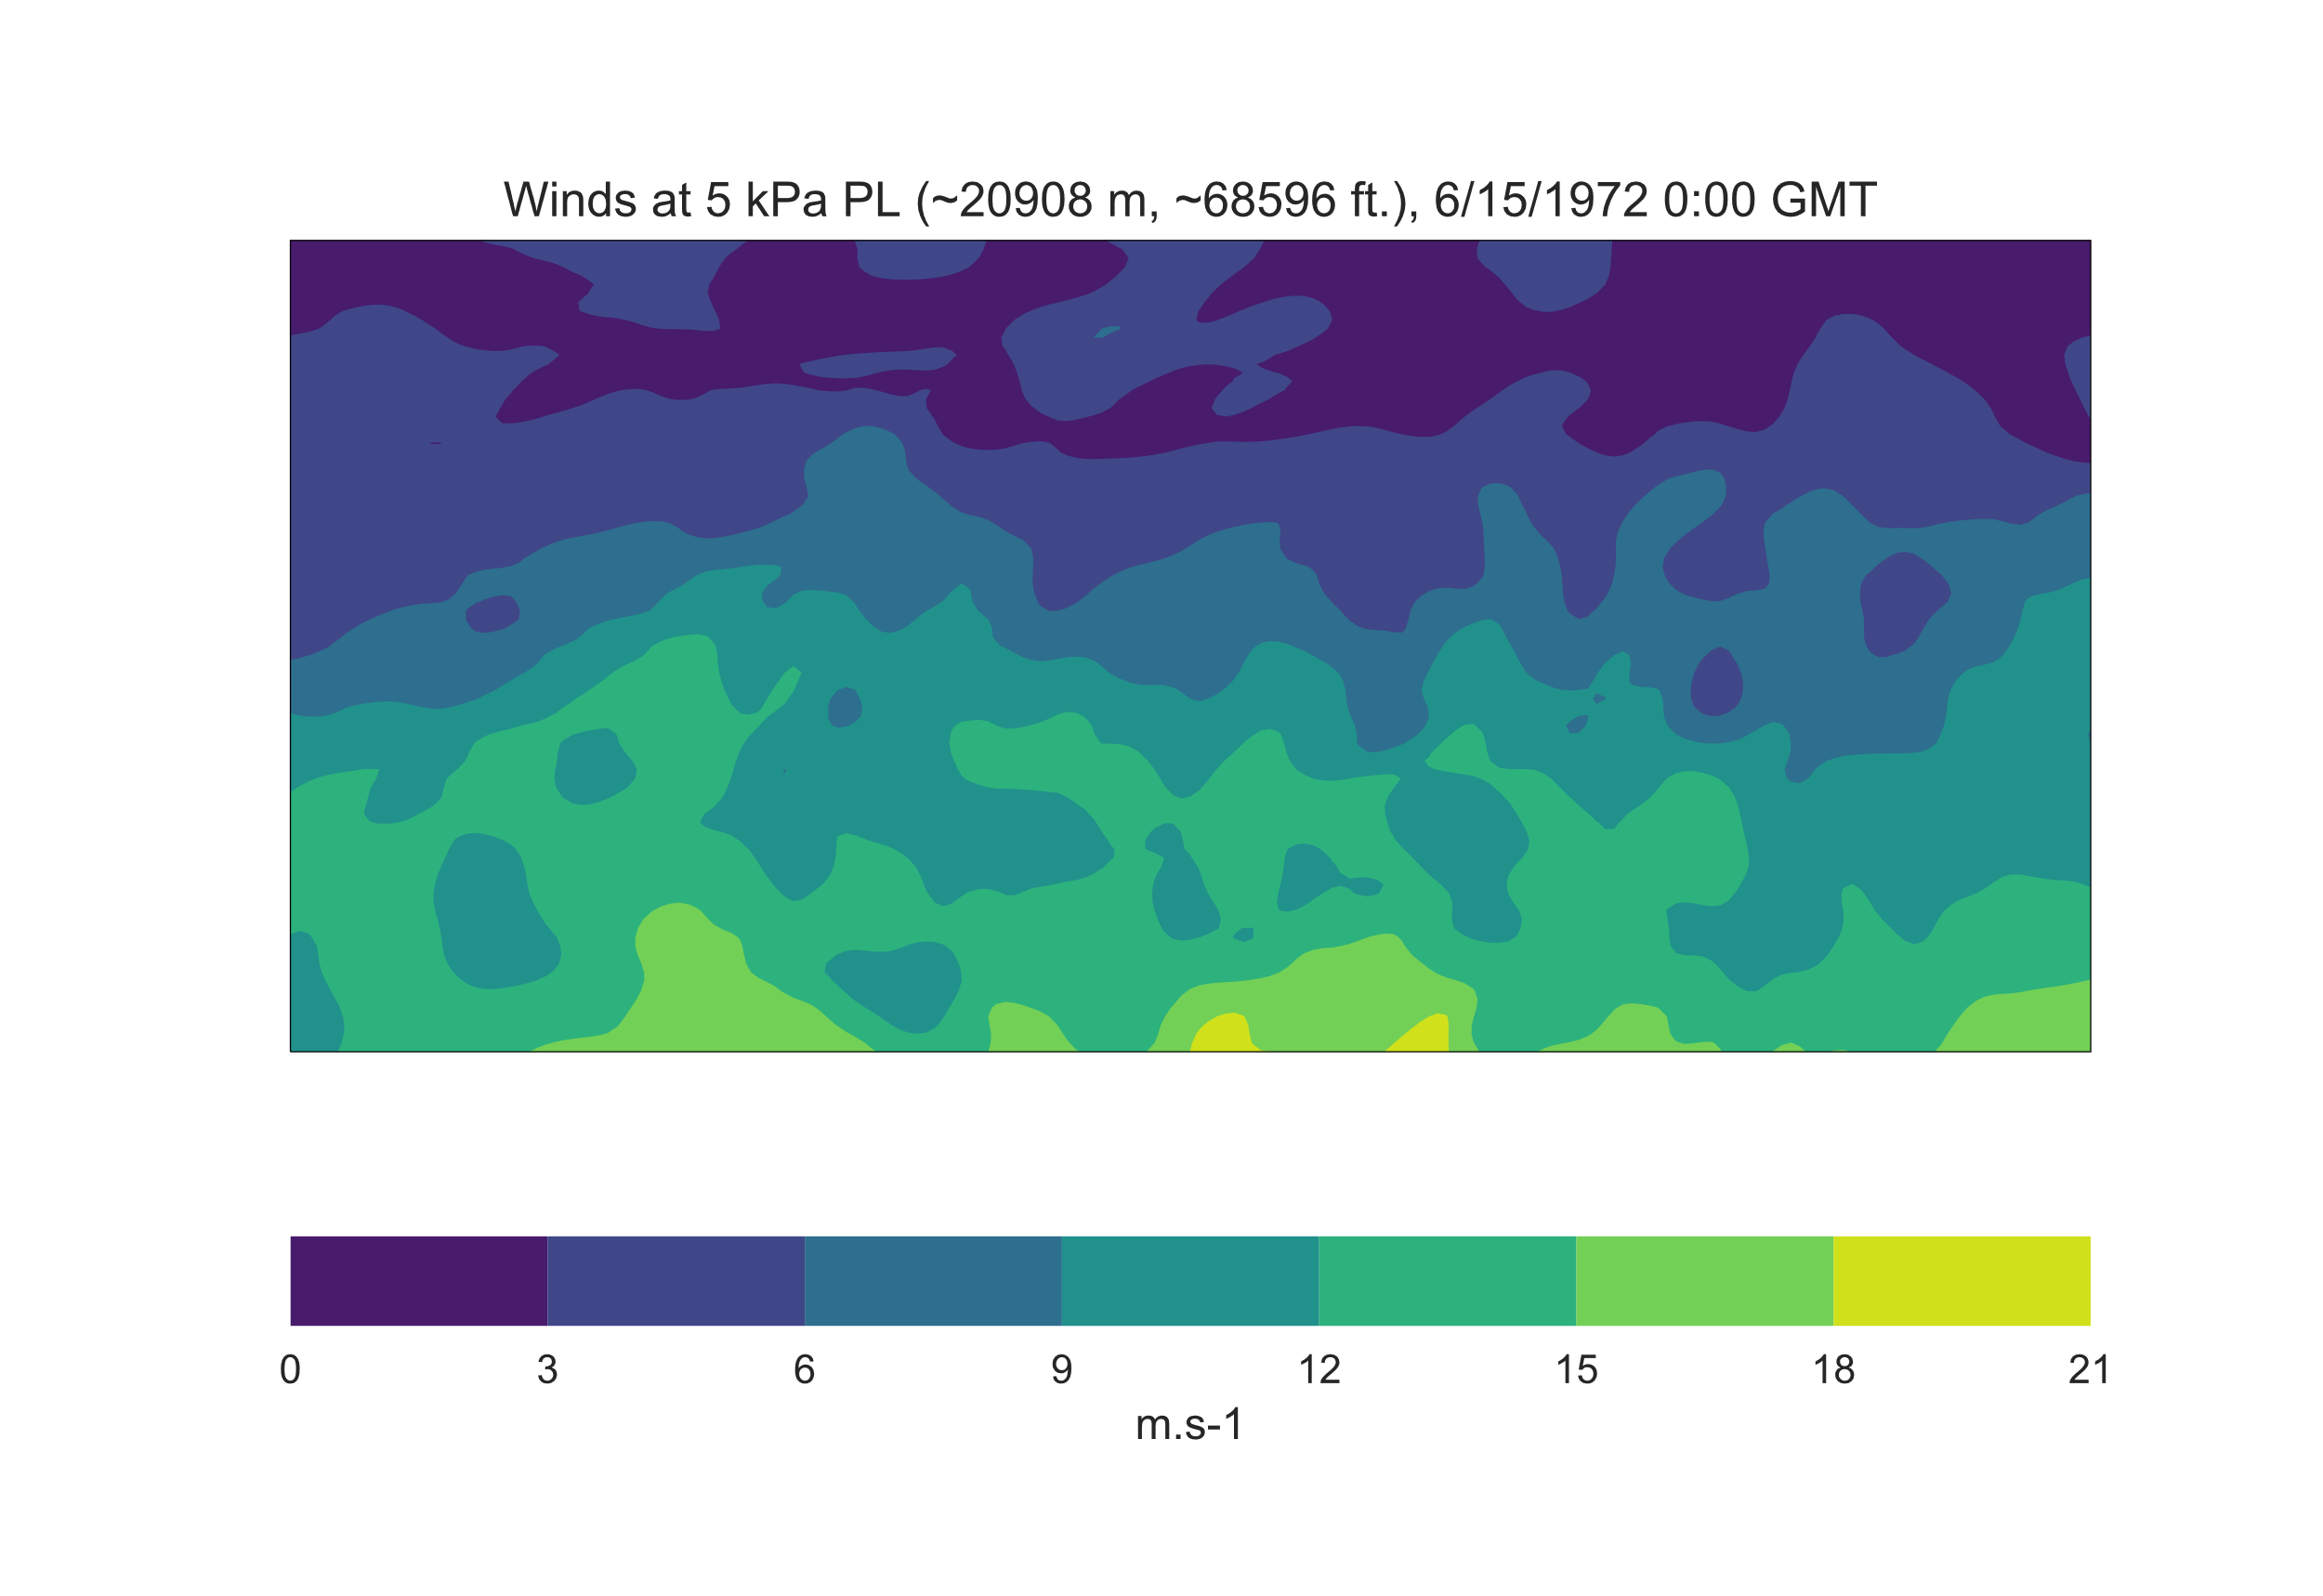 Winds at 5 kPa PL (~20908 m, ~68596 ft.), 6/15/1972 0:00 GMT
0 3 6 9 12 15 18 21
m.s-1